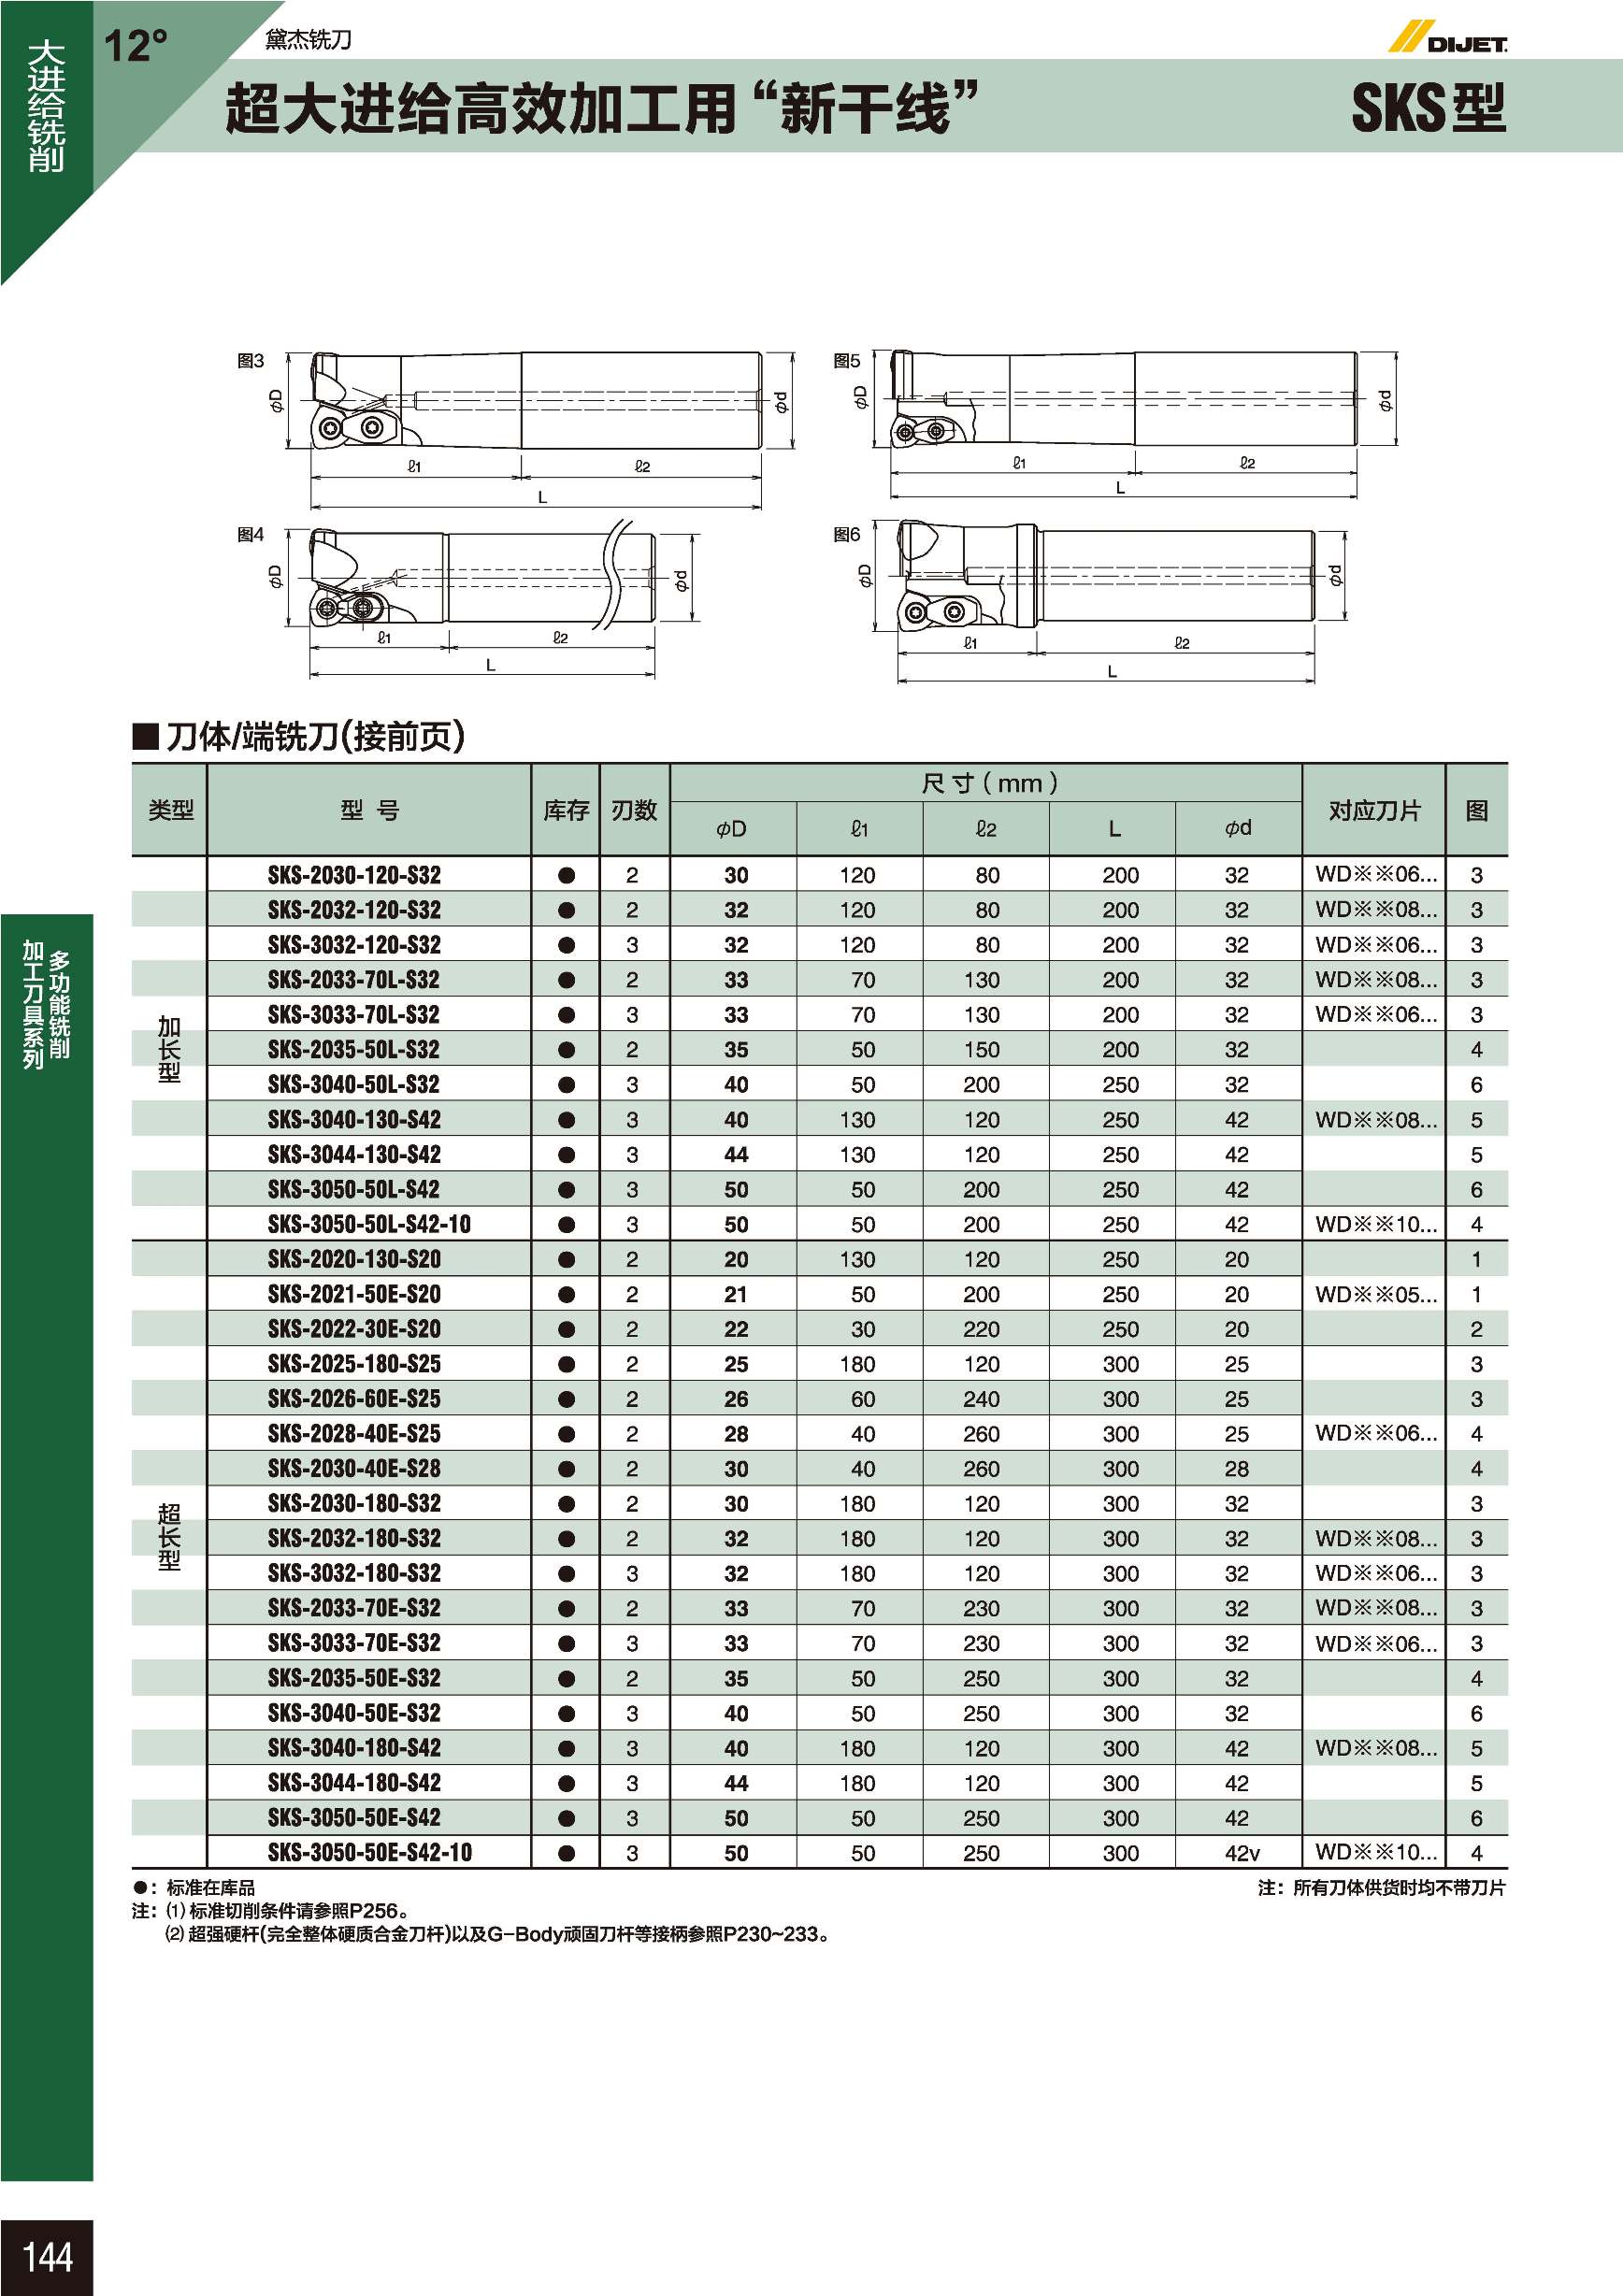 大进给铣削
12°
黛杰铣刀
DIJET
超大进给高效加工用“新干线”
SKS型
图3
φD
φd
ℓ1
ℓ2
L
图5
φD
φd
ℓ1
ℓ2
L
图4
φD
φd
ℓ1
ℓ2
L
图6
φD
φd
ℓ1
ℓ2
L
■ 刀体/端铣刀(接前页)
类型 型 号 库存 刃数 尺 寸 ( mm ) 对应刀片 图
φD ℓ1 ℓ2 L φd
加长型
SKS-2030-120-S32 ● 2 30 120 80 200 32 WD※※06... 3
SKS-2032-120-S32 ● 2 32 120 80 200 32 WD※※08... 3
SKS-3032-120-S32 ● 3 32 120 80 200 32 WD※※06... 3
SKS-2033-70L-S32 ● 2 33 70 130 200 32 WD※※08... 3
SKS-3033-70L-S32 ● 3 33 70 130 200 32 WD※※06... 3
SKS-2035-50L-S32 ● 2 35 50 150 200 32 4
SKS-3040-50L-S32 ● 3 40 50 200 250 32 6
SKS-3040-130-S42 ● 3 40 130 120 250 42 WD※※08... 5
SKS-3044-130-S42 ● 3 44 130 120 250 42 5
SKS-3050-50L-S42 ● 3 50 50 200 250 42 6
SKS-3050-50L-S42-10 ● 3 50 50 200 250 42 WD※※10... 4
超长型
SKS-2020-130-S20 ● 2 20 130 120 250 20 1
SKS-2021-50E-S20 ● 2 21 50 200 250 20 WD※※05... 1
SKS-2022-30E-S20 ● 2 22 30 220 250 20 2
SKS-2025-180-S25 ● 2 25 180 120 300 25 3
SKS-2026-60E-S25 ● 2 26 60 240 300 25 3
SKS-2028-40E-S25 ● 2 28 40 260 300 25 WD※※06... 4
SKS-2030-40E-S28 ● 2 30 40 260 300 28 4
SKS-2030-180-S32 ● 2 30 180 120 300 32 3
SKS-2032-180-S32 ● 2 32 180 120 300 32 WD※※08... 3
SKS-3032-180-S32 ● 3 32 180 120 300 32 WD※※06... 3
SKS-2033-70E-S32 ● 2 33 70 230 300 32 WD※※08... 3
SKS-3033-70E-S32 ● 3 33 70 230 300 32 WD※※06... 3
SKS-2035-50E-S32 ● 2 35 50 250 300 32 4
SKS-3040-50E-S32 ● 3 40 50 250 300 32 6
SKS-3040-180-S42 ● 3 40 180 120 300 42 WD※※08... 5
SKS-3044-180-S42 ● 3 44 180 120 300 42 5
SKS-3050-50E-S42 ● 3 50 50 250 300 42 6
SKS-3050-50E-S42-10 ● 3 50 50 250 300 42v WD※※10... 4
●：标准在库品
注：所有刀体供货时均不带刀片
注：⑴ 标准切削条件请参照P256。
⑵ 超强硬杆(完全整体硬质合金刀杆)以及G−Body顽固刀杆等接柄参照P230~233。
多功能铣削
加工刀具系列
144